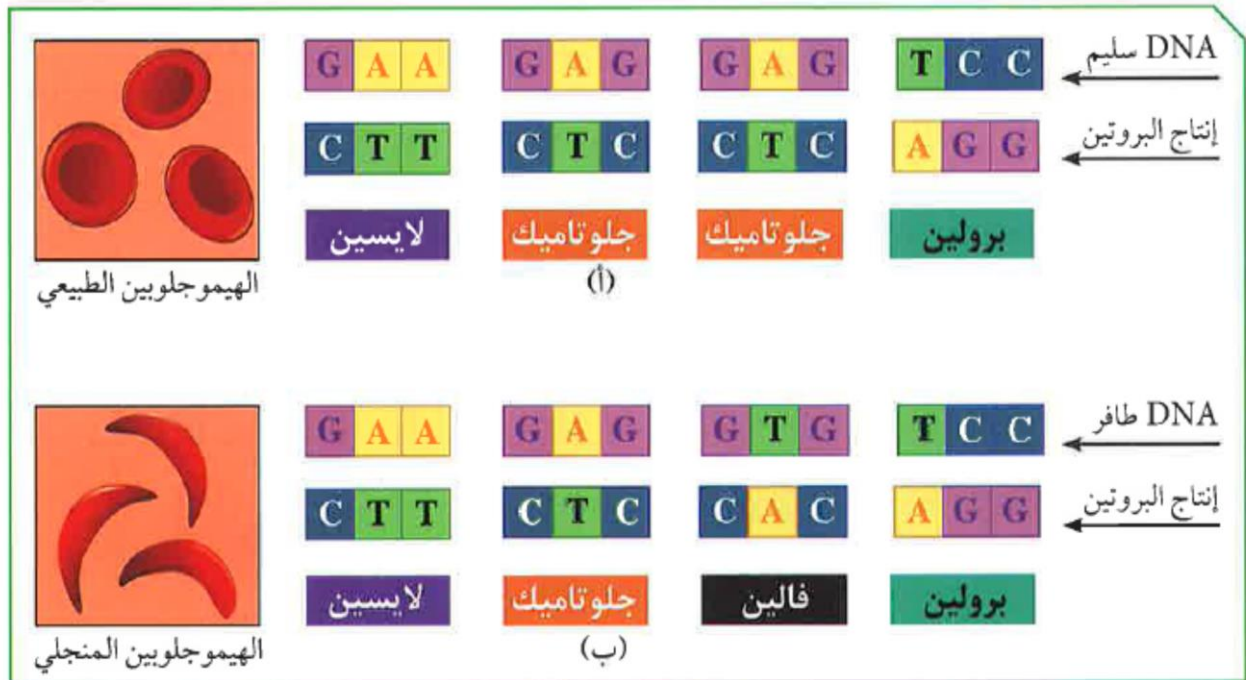 DNA سليم
T C C
G A G
G A G
G A A
إنتاج البروتين
A G G
C T C
C T C
C T T
برولين
جلوتاميك
جلوتاميك
لايسين
(أ)
الهيموجلوبين الطبيعي
DNA طافر
T C C
G T G
G A G
G A A
إنتاج البروتين
A G G
C A C
C T C
C T T
برولين
فالين
جلوتاميك
لايسين
(ب)
الهيموجلوبين المنجلي